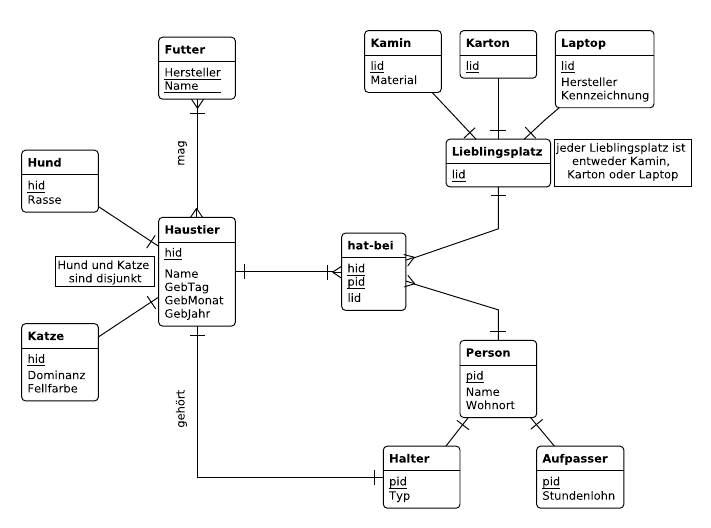 Futter
Hersteller
Name
Kamin
lid
Material
Karton
lid
Laptop
lid
Hersteller
Kennzeichnung
mag
Lieblingsplatz
lid
jeder Lieblingsplatz ist
entweder Kamin,
Karton oder Laptop
Hund
hid
Rasse
Haustier
hid
Name
GebTag
GebMonat
GebJahr
hat-bei
hid
pid
lid
Hund und Katze
sind disjunkt
Katze
hid
Dominanz
Fellfarbe
Person
pid
Name
Wohnort
gehört
Halter
pid
Typ
Aufpasser
pid
Stundenlohn